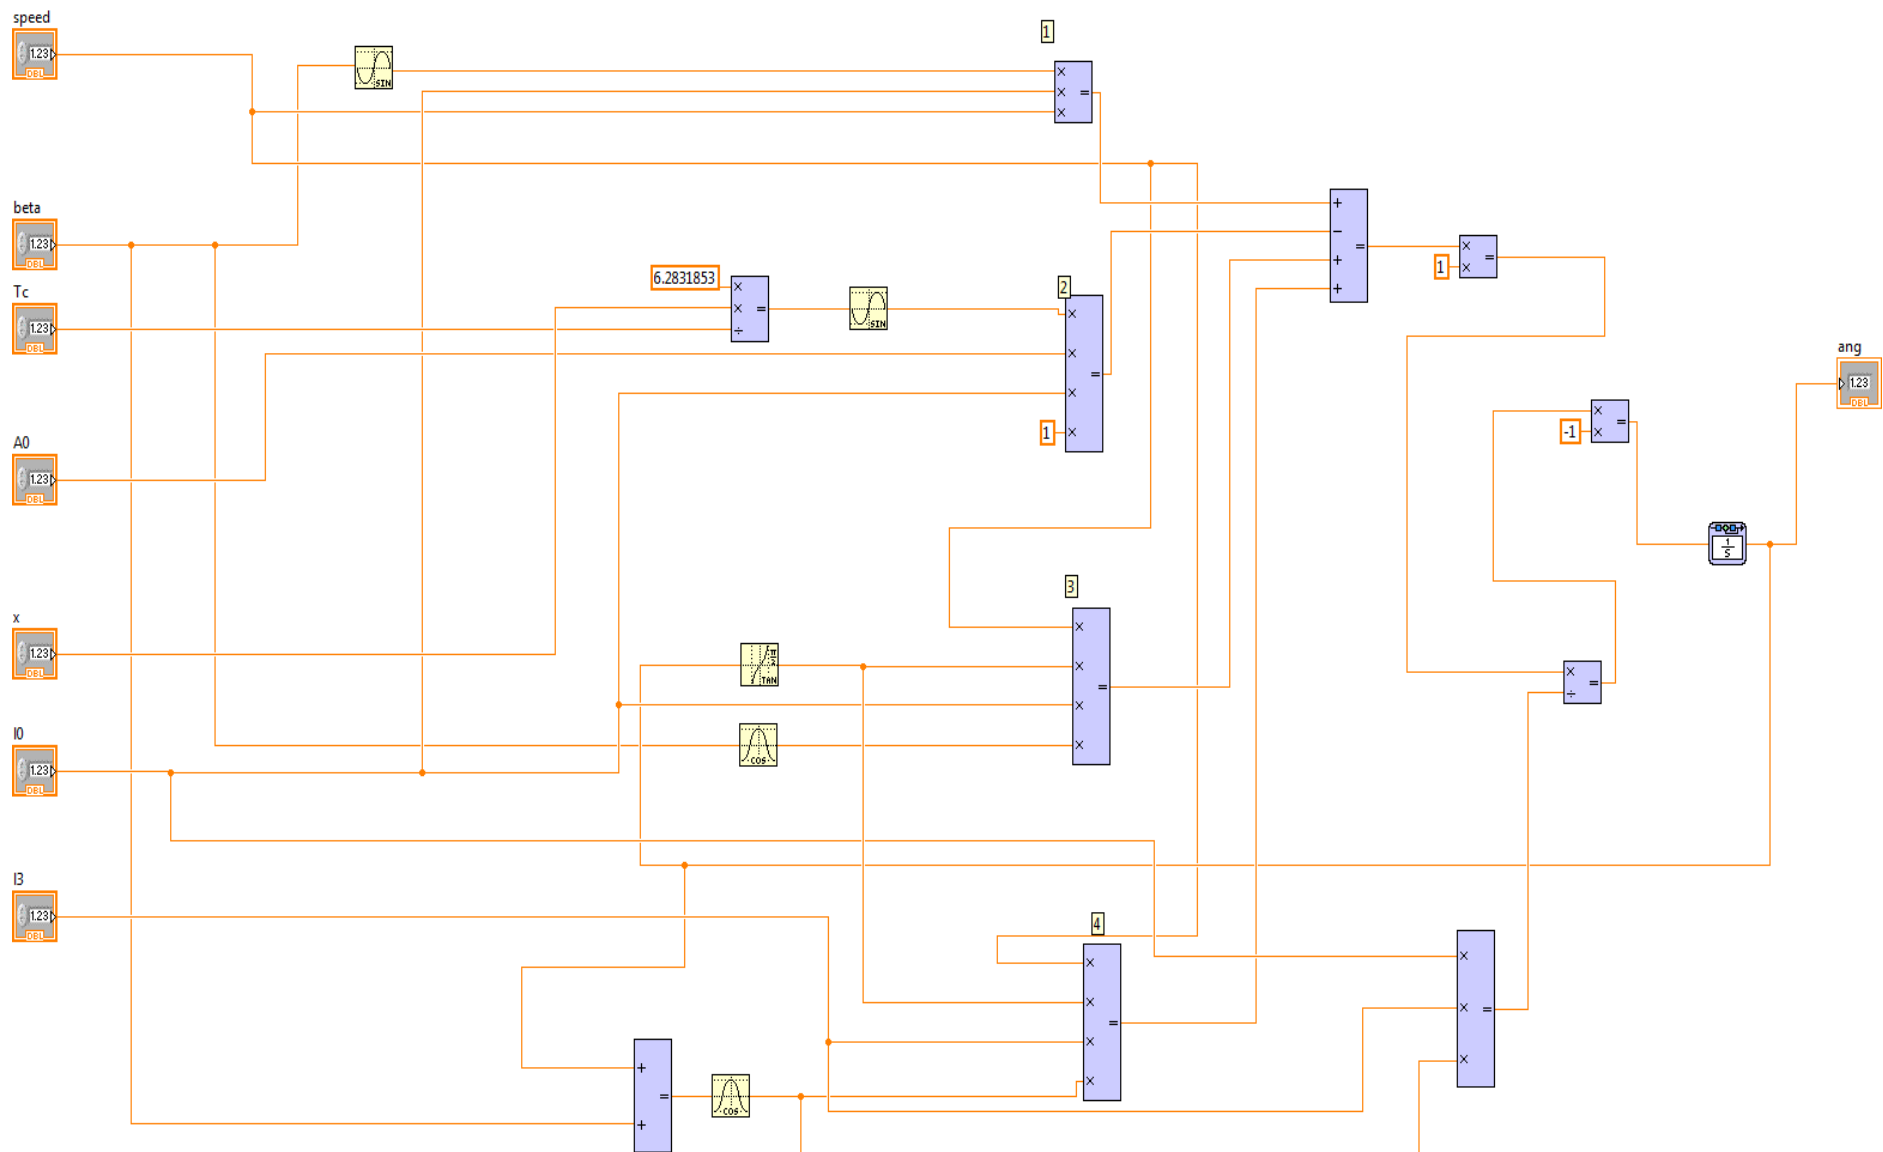 speed
1.23
DBL
SIN
1
×
×
×
=
beta
1.23
DBL
Tc
1.23
DBL
6.2831853
×
×
÷
=
SIN
2
×
×
×
1
×
=
+
−
+
+
=
×
1
×
=
ang
1.23
DBL
×
-1
×
=
A0
1.23
DBL
1
S
x
1.23
DBL
3
×
×
×
×
=
π
2
TAN
COS
×
÷
=
I0
1.23
DBL
I3
1.23
DBL
4
×
×
×
×
=
×
×
×
=
+
+
=
COS